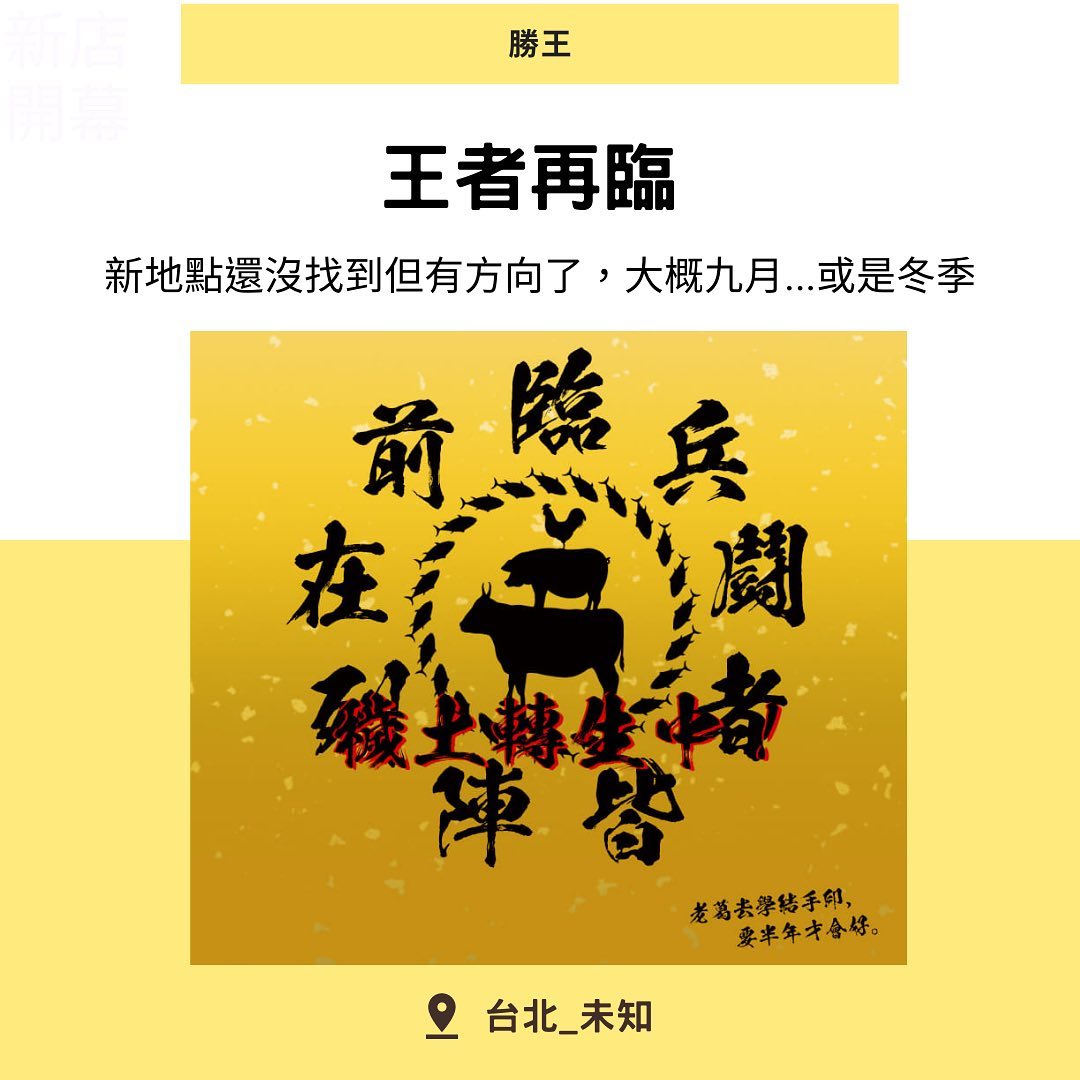 新店
開幕
勝王
王者再臨
新地點還沒找到但有方向了，大概九月...或是冬季
臨
兵
鬪
者
皆
陣
列
在
前
穢土轉生中
老葛去學結手印，
要半年才會好。
台北_未知